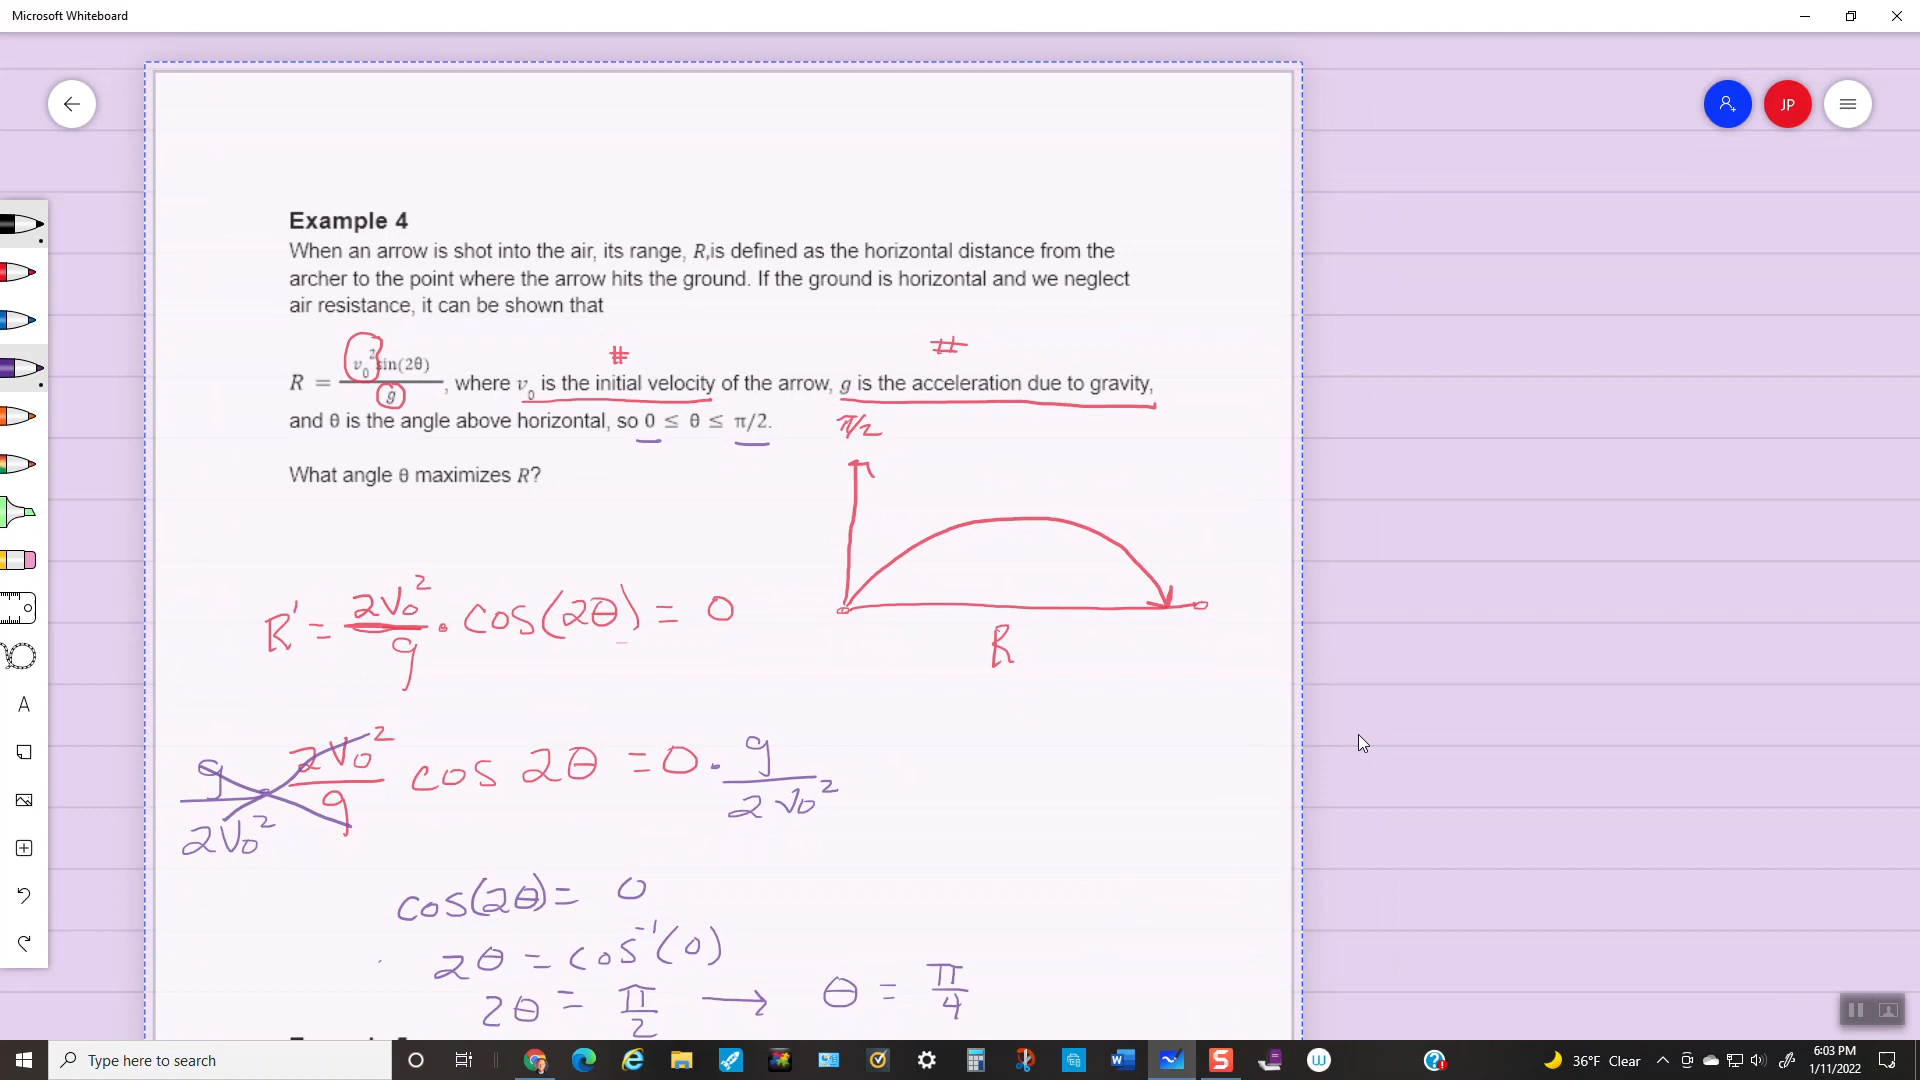 Microsoft Whiteboard
JP
Example 4
When an arrow is shot into the air, its range, R,is defined as the horizontal distance from the
archer to the point where the arrow hits the ground. If the ground is horizontal and we neglect
air resistance, it can be shown that
# #
R = v₀² sin(2θ) / g , where v₀ is the initial velocity of the arrow, g is the acceleration due to gravity,
and θ is the angle above horizontal, so 0 ≤ θ ≤ π/2.
π/2
What angle θ maximizes R?
R' = 2V₀²/g · cos(2θ) = 0
R
g/2V₀² 2V₀²/g cos 2θ = 0 · g/2V₀²
cos(2θ) = 0
2θ = cos⁻¹(0)
2θ = π/2 → θ = π/4
A
Type here to search
36°F Clear
6:03 PM
1/11/2022